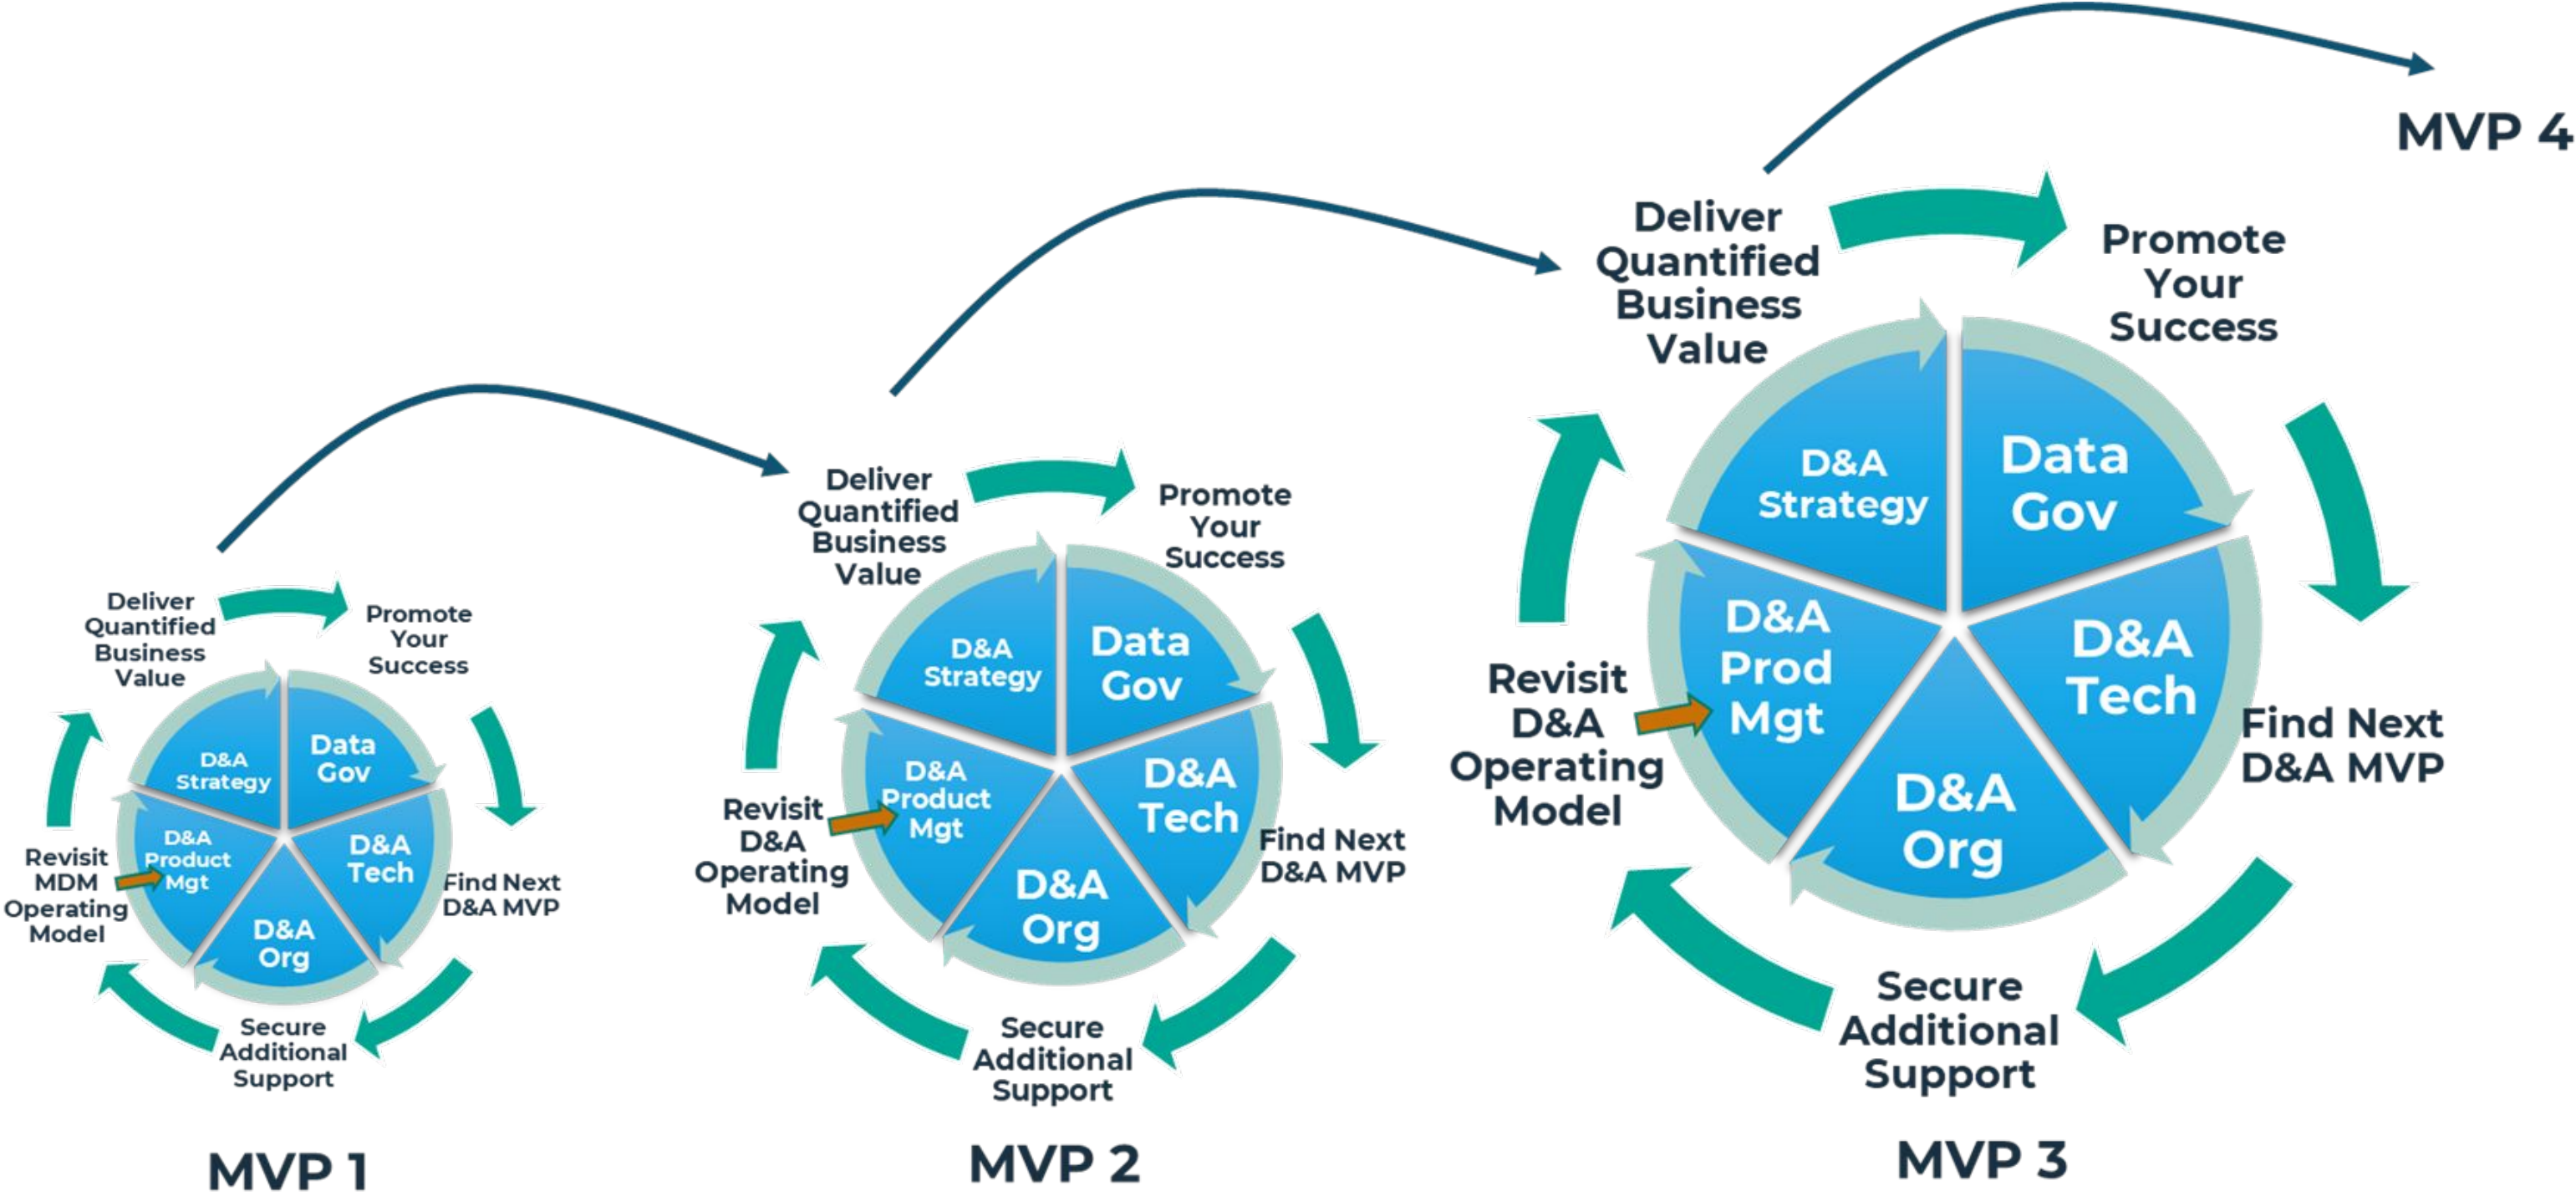 Deliver
Quantified
Business
Value
Promote
Your
Success
D&A
Strategy
Data
Gov
D&A
Product
Mgt
D&A
Tech
D&A
Org
Revisit
MDM
Operating
Model
Find Next
D&A MVP
Secure
Additional
Support
MVP 1
Deliver
Quantified
Business
Value
Promote
Your
Success
D&A
Strategy
Data
Gov
D&A
Product
Mgt
D&A
Tech
D&A
Org
Revisit
D&A
Operating
Model
Find Next
D&A MVP
Secure
Additional
Support
MVP 2
Deliver
Quantified
Business
Value
Promote
Your
Success
D&A
Strategy
Data
Gov
D&A
Prod
Mgt
D&A
Tech
D&A
Org
Revisit
D&A
Operating
Model
Find Next
D&A MVP
Secure
Additional
Support
MVP 3
MVP 4